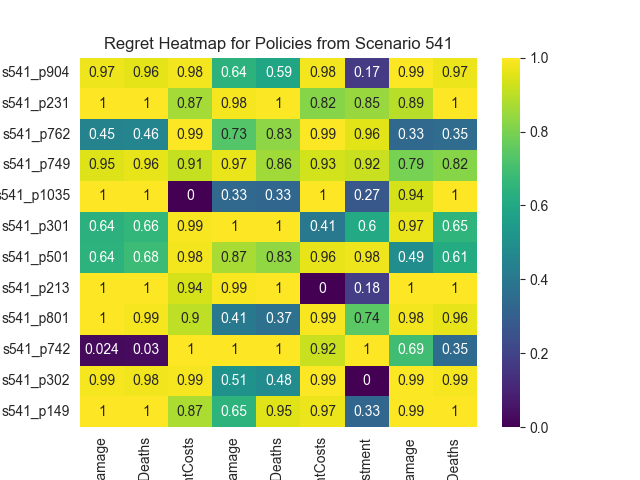 Regret Heatmap for Policies from Scenario 541
s541_p904 0.97 0.96 0.98 0.64 0.59 0.98 0.17 0.99 0.97
s541_p231 1 1 0.87 0.98 1 0.82 0.85 0.89 1
s541_p762 0.45 0.46 0.99 0.73 0.83 0.99 0.96 0.33 0.35
s541_p749 0.95 0.96 0.91 0.97 0.86 0.93 0.92 0.79 0.82
s541_p1035 1 1 0 0.33 0.33 1 0.27 0.94 1
s541_p301 0.64 0.66 0.99 1 1 0.41 0.6 0.97 0.65
s541_p501 0.64 0.68 0.98 0.87 0.83 0.96 0.98 0.49 0.61
s541_p213 1 1 0.94 0.99 1 0 0.18 1 1
s541_p801 1 0.99 0.9 0.41 0.37 0.99 0.74 0.98 0.96
s541_p742 0.024 0.03 1 1 1 0.92 1 0.69 0.35
s541_p302 0.99 0.98 0.99 0.51 0.48 0.99 0 0.99 0.99
s541_p149 1 1 0.87 0.65 0.95 0.97 0.33 0.99 1
amage Deaths ntCosts amage Deaths ntCosts stment amage Deaths
1.0
0.8
0.6
0.4
0.2
0.0